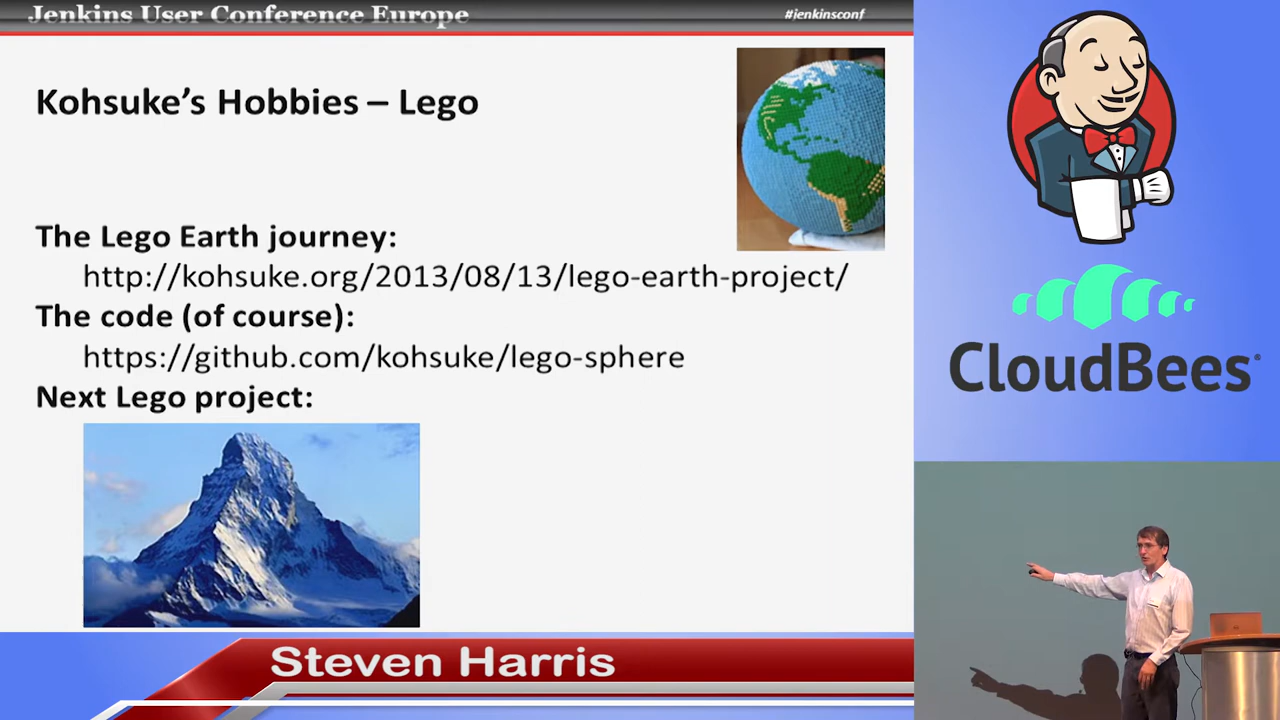 Jenkins User Conference Europe
#jenkinsconf
Kohsuke's Hobbies – Lego
The Lego Earth journey:
http://kohsuke.org/2013/08/13/lego-earth-project/
The code (of course):
https://github.com/kohsuke/lego-sphere
Next Lego project:
CloudBees
Steven Harris